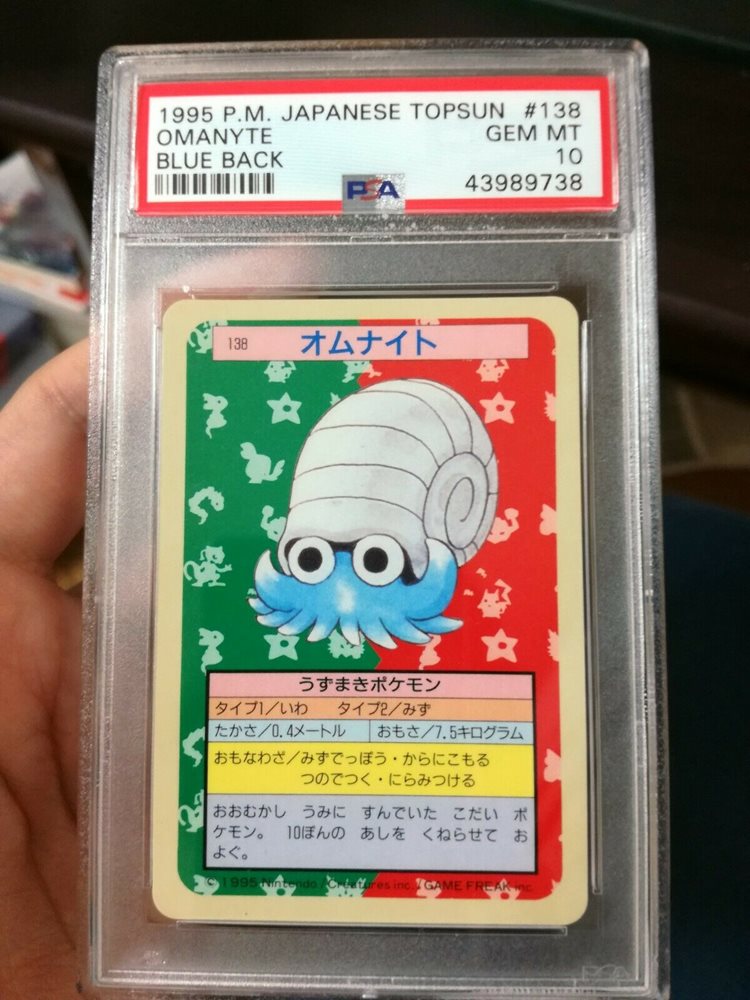 1995 P.M. JAPANESE TOPSUN #138
OMANYTE GEM MT
BLUE BACK 10
PSA 43989738
138 オムナイト
うずまきポケモン
タイプ1/いわ タイプ2/みず
たかさ/0.4メートル おもさ/7.5キログラム
おもなわざ/みずでっぽう・からにこもる
つのでつく・にらみつける
おおむかし うみに すんでいた こだい ポ
ケモン。 10ぽんの あしを くねらせて お
よぐ。
© 1995 Nintendo / Creatures inc. / GAME FREAK inc.
PSA